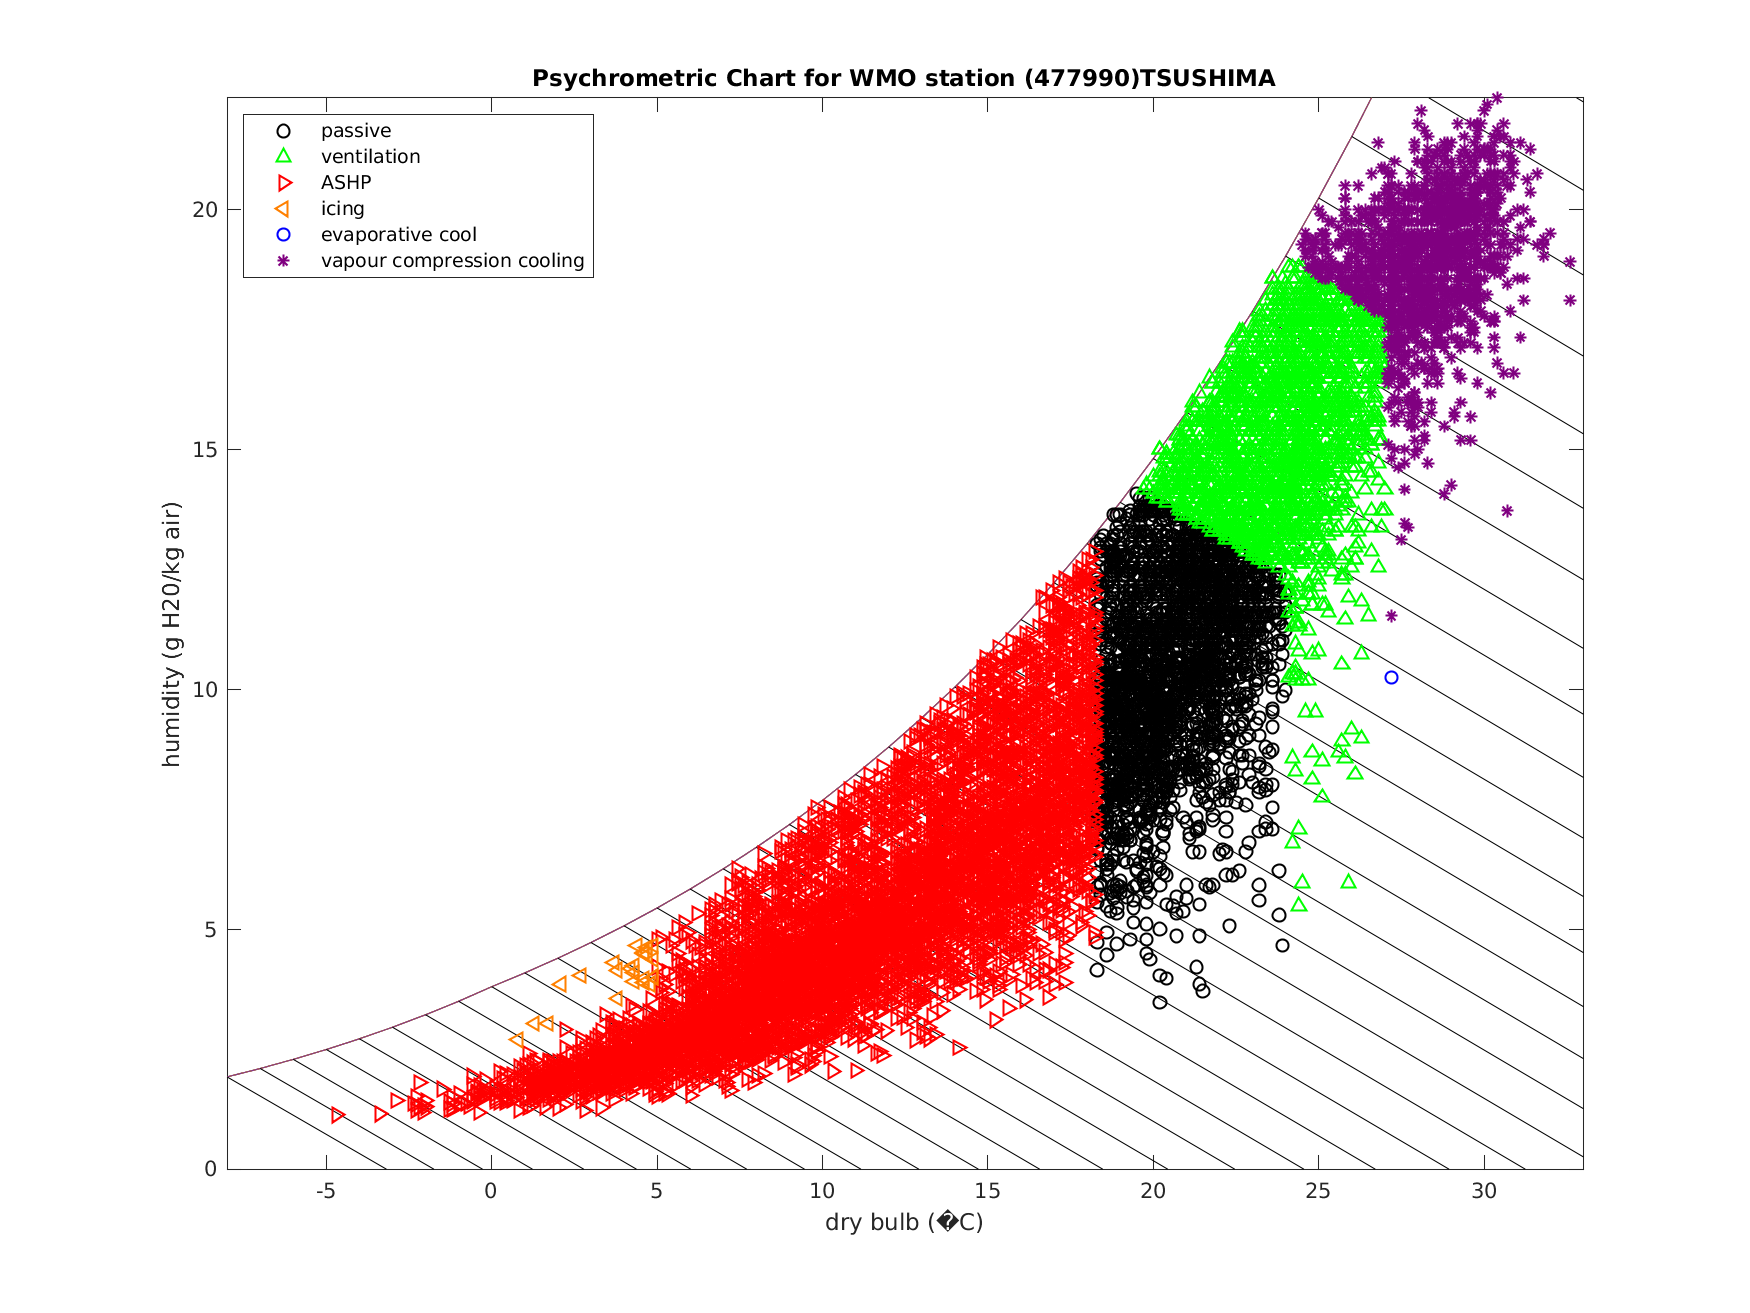 Psychrometric Chart for WMO station (477990)TSUSHIMA
passive
ventilation
ASHP
icing
evaporative cool
vapour compression cooling
20
15
10
5
0
humidity (g H20/kg air)
-5 0 5 10 15 20 25 30
dry bulb (�C)